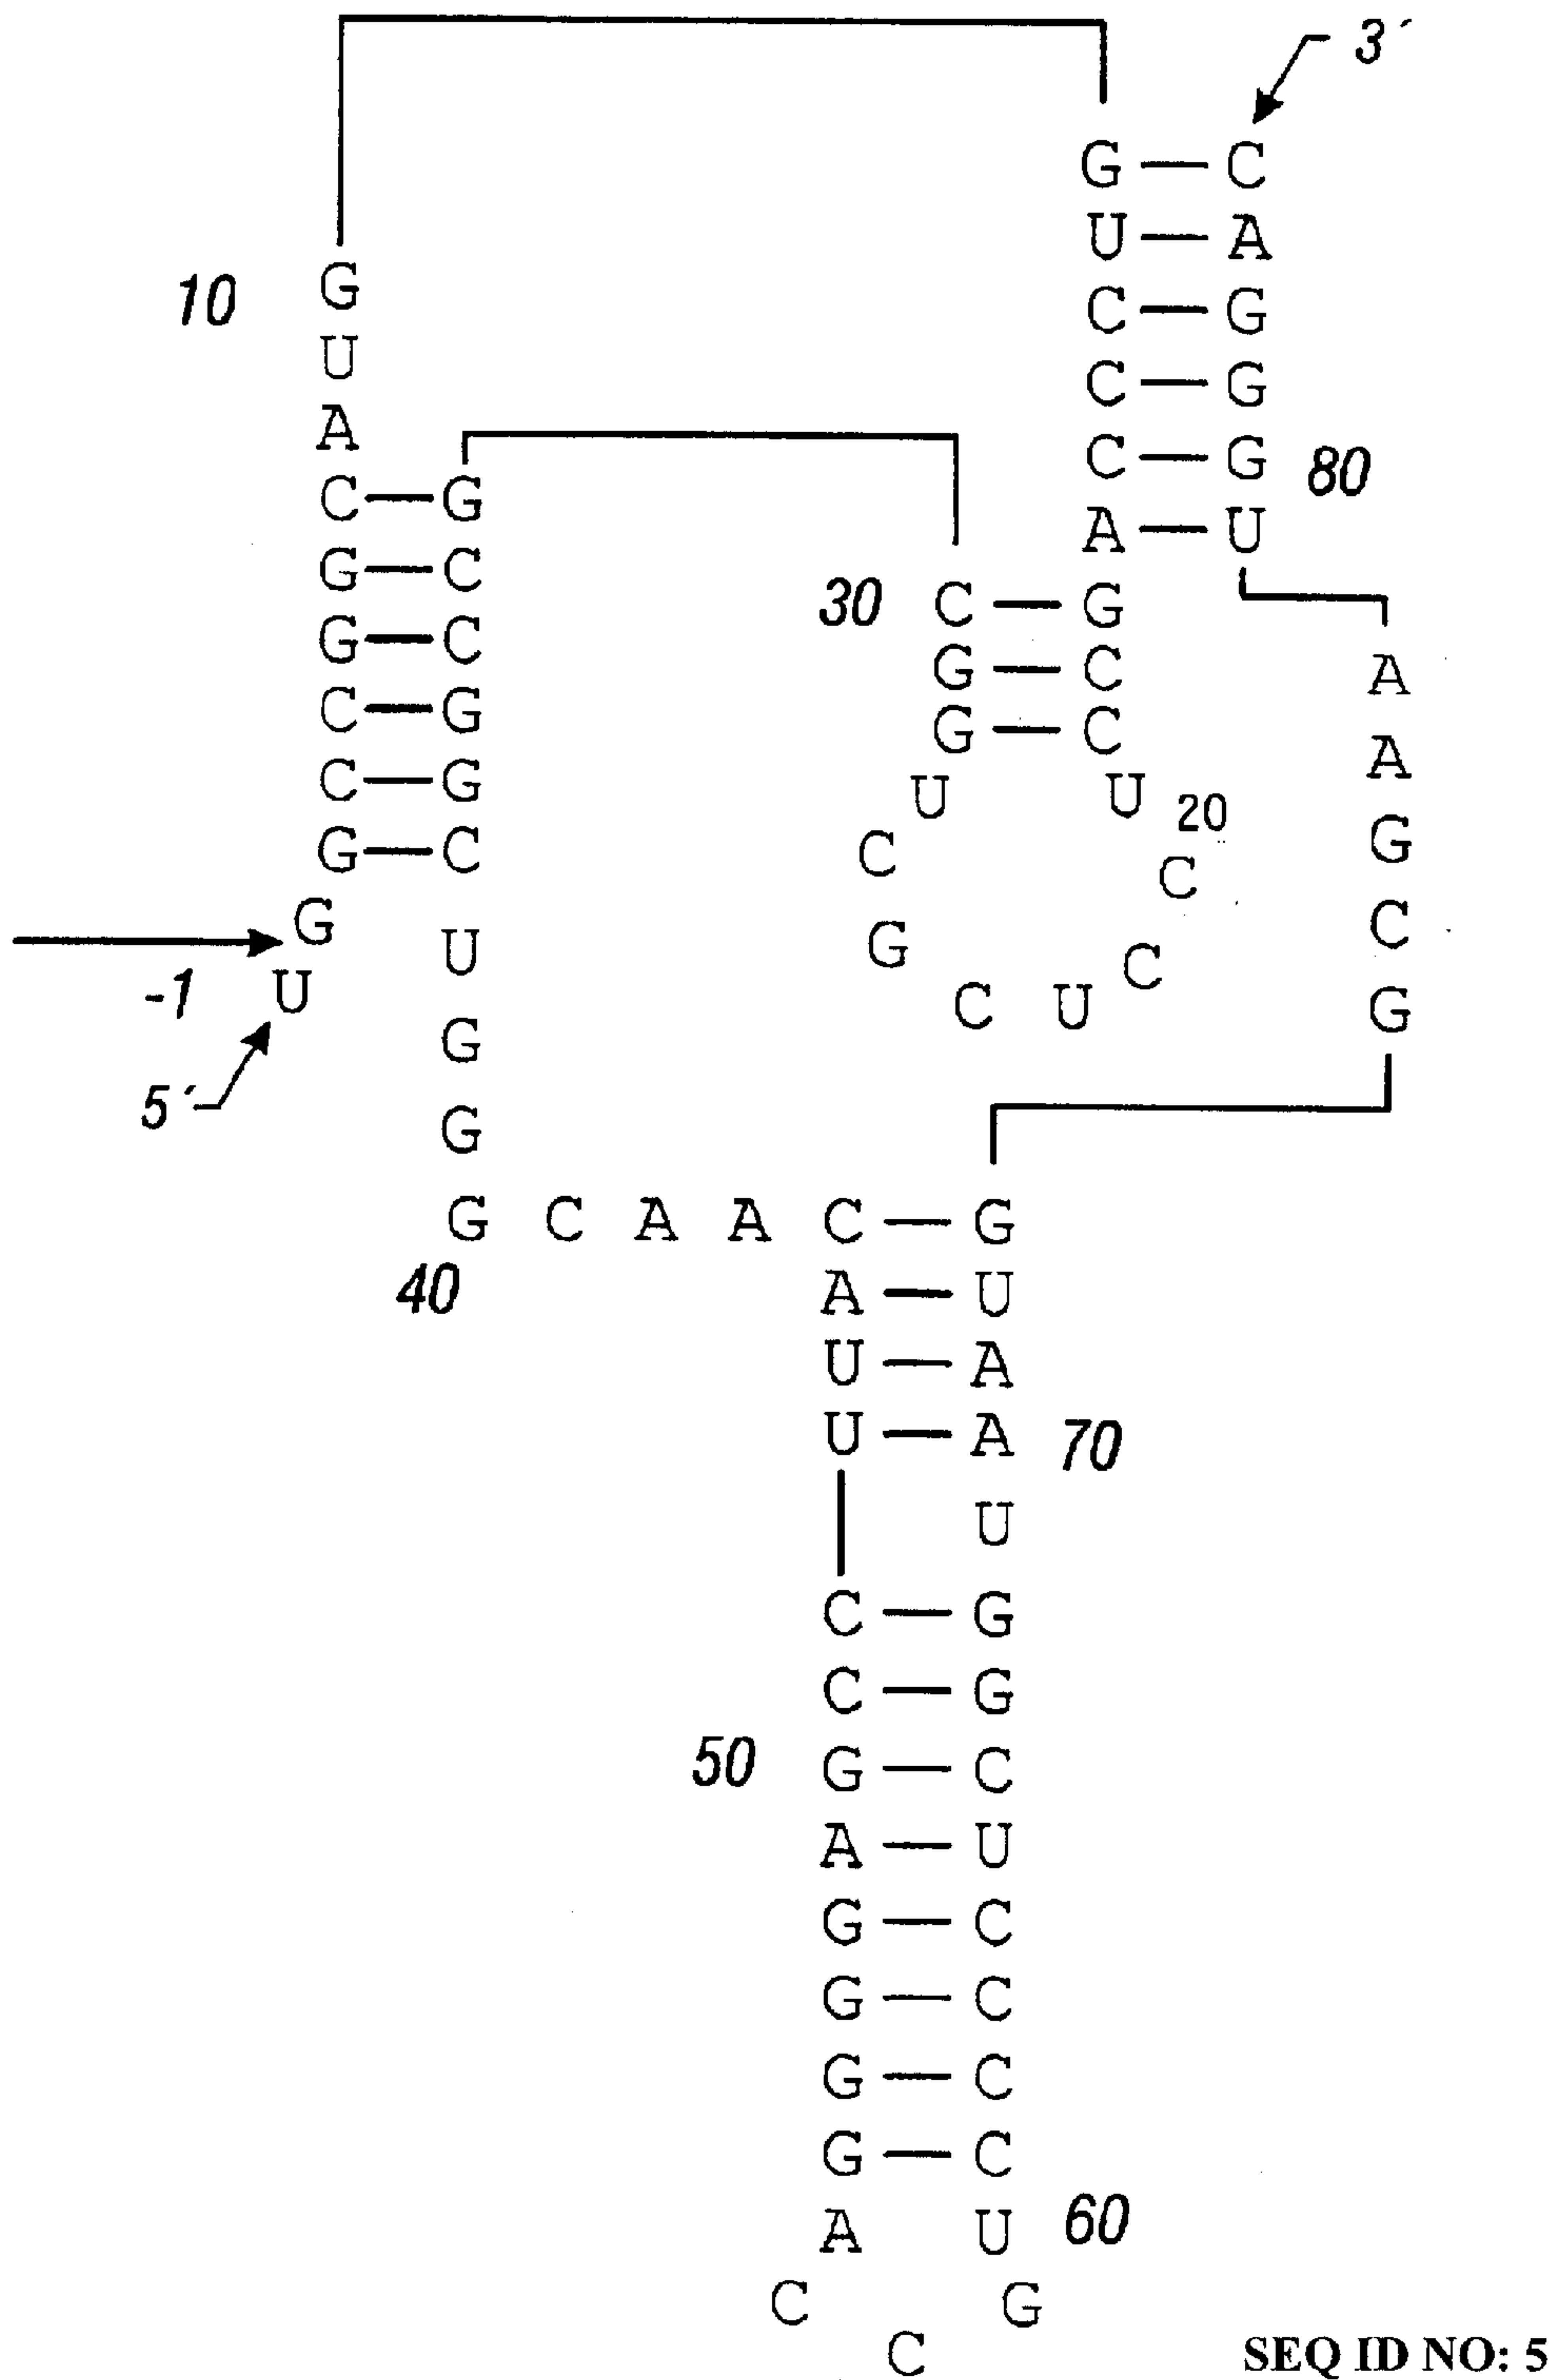 3´
G — C
U — A
10 G C — G
U C — G
A C — G 80
C — G A — U
G — C 30 C — G
G — C G — C A
C — G G — C A
C — G U U 20 G
G — C C C C
G U G C G
-1 U G C U
5´ G
G C A A C — G
40 A — U
U — A
U — A 70
U
C — G
C — G
50 G — C
A — U
G — C
G — C
G — C
G — C
A U 60
C G
C
SEQ ID NO: 5